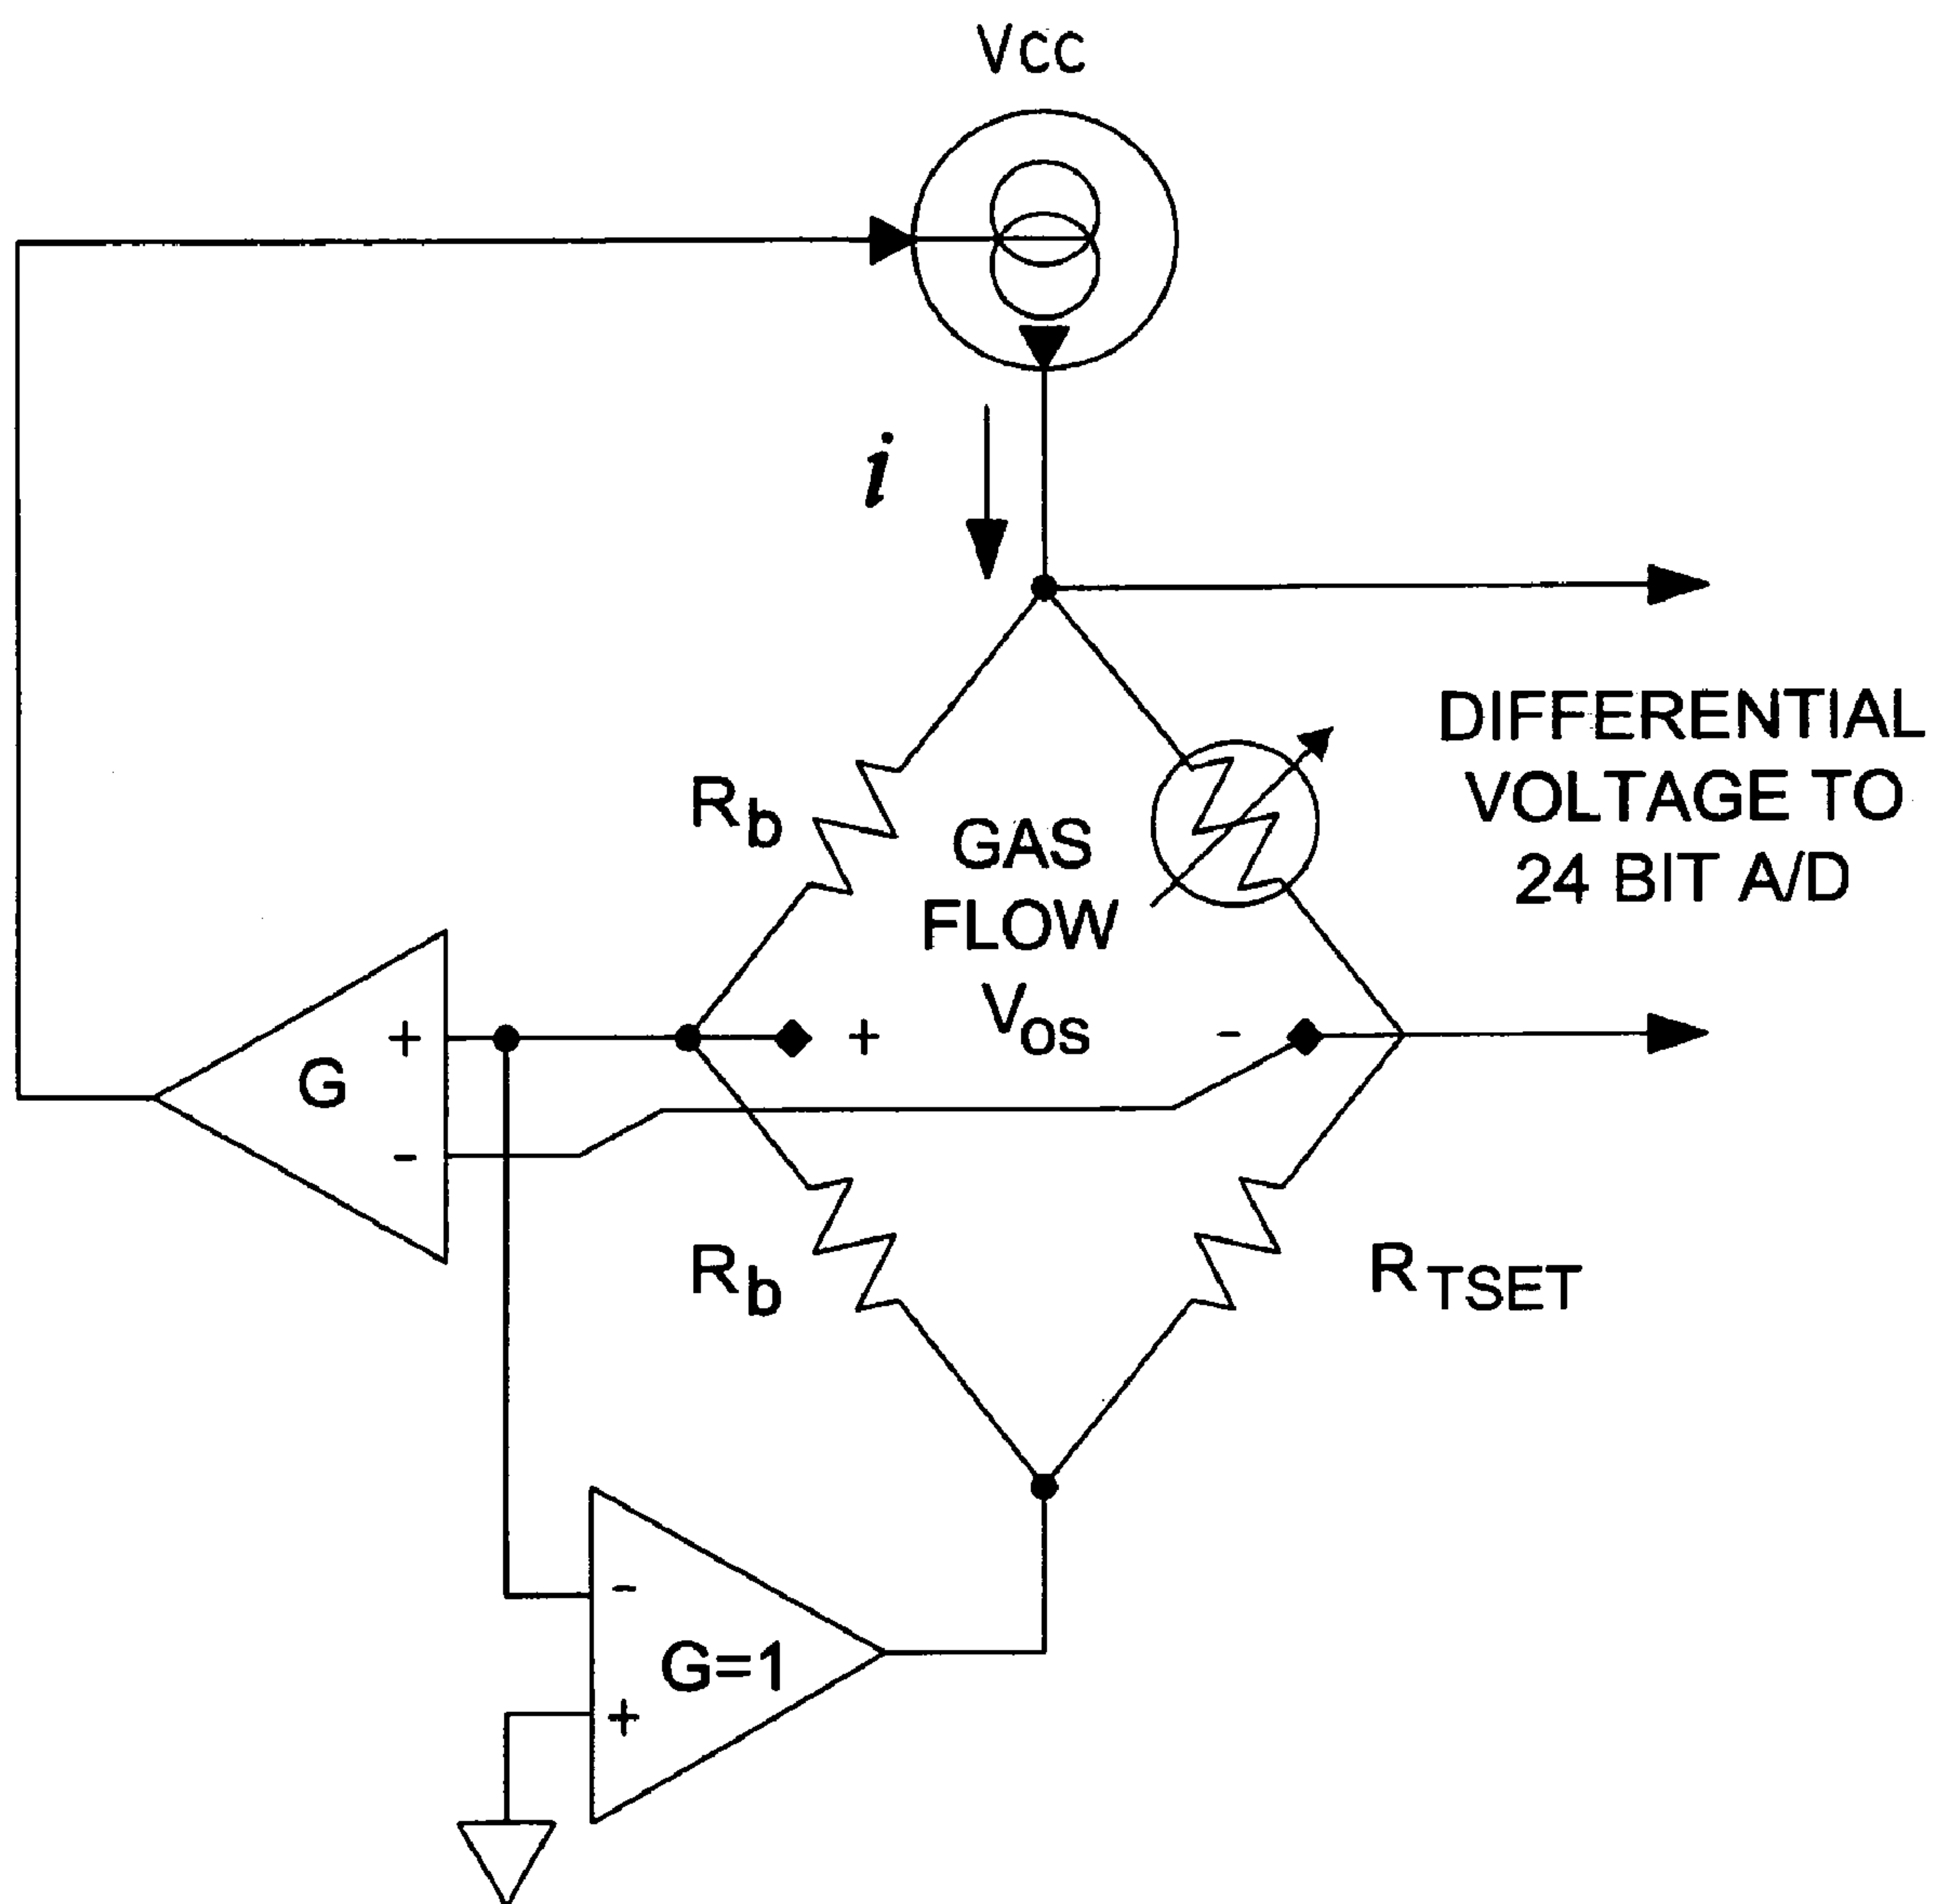 Vcc
i
DIFFERENTIAL
VOLTAGE TO
24 BIT A/D
Rb
GAS
FLOW
VOS
+ -
+
G
-
Rb
RTSET
-
G=1
+